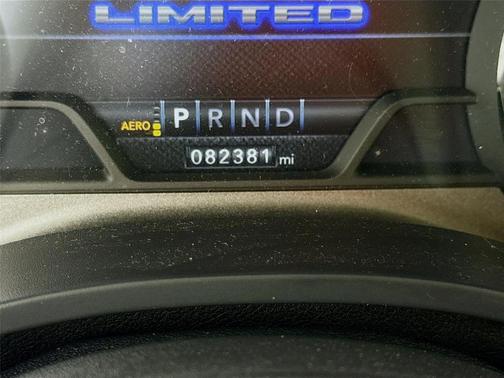 LIMITED
AERO P R N D
082381 mi